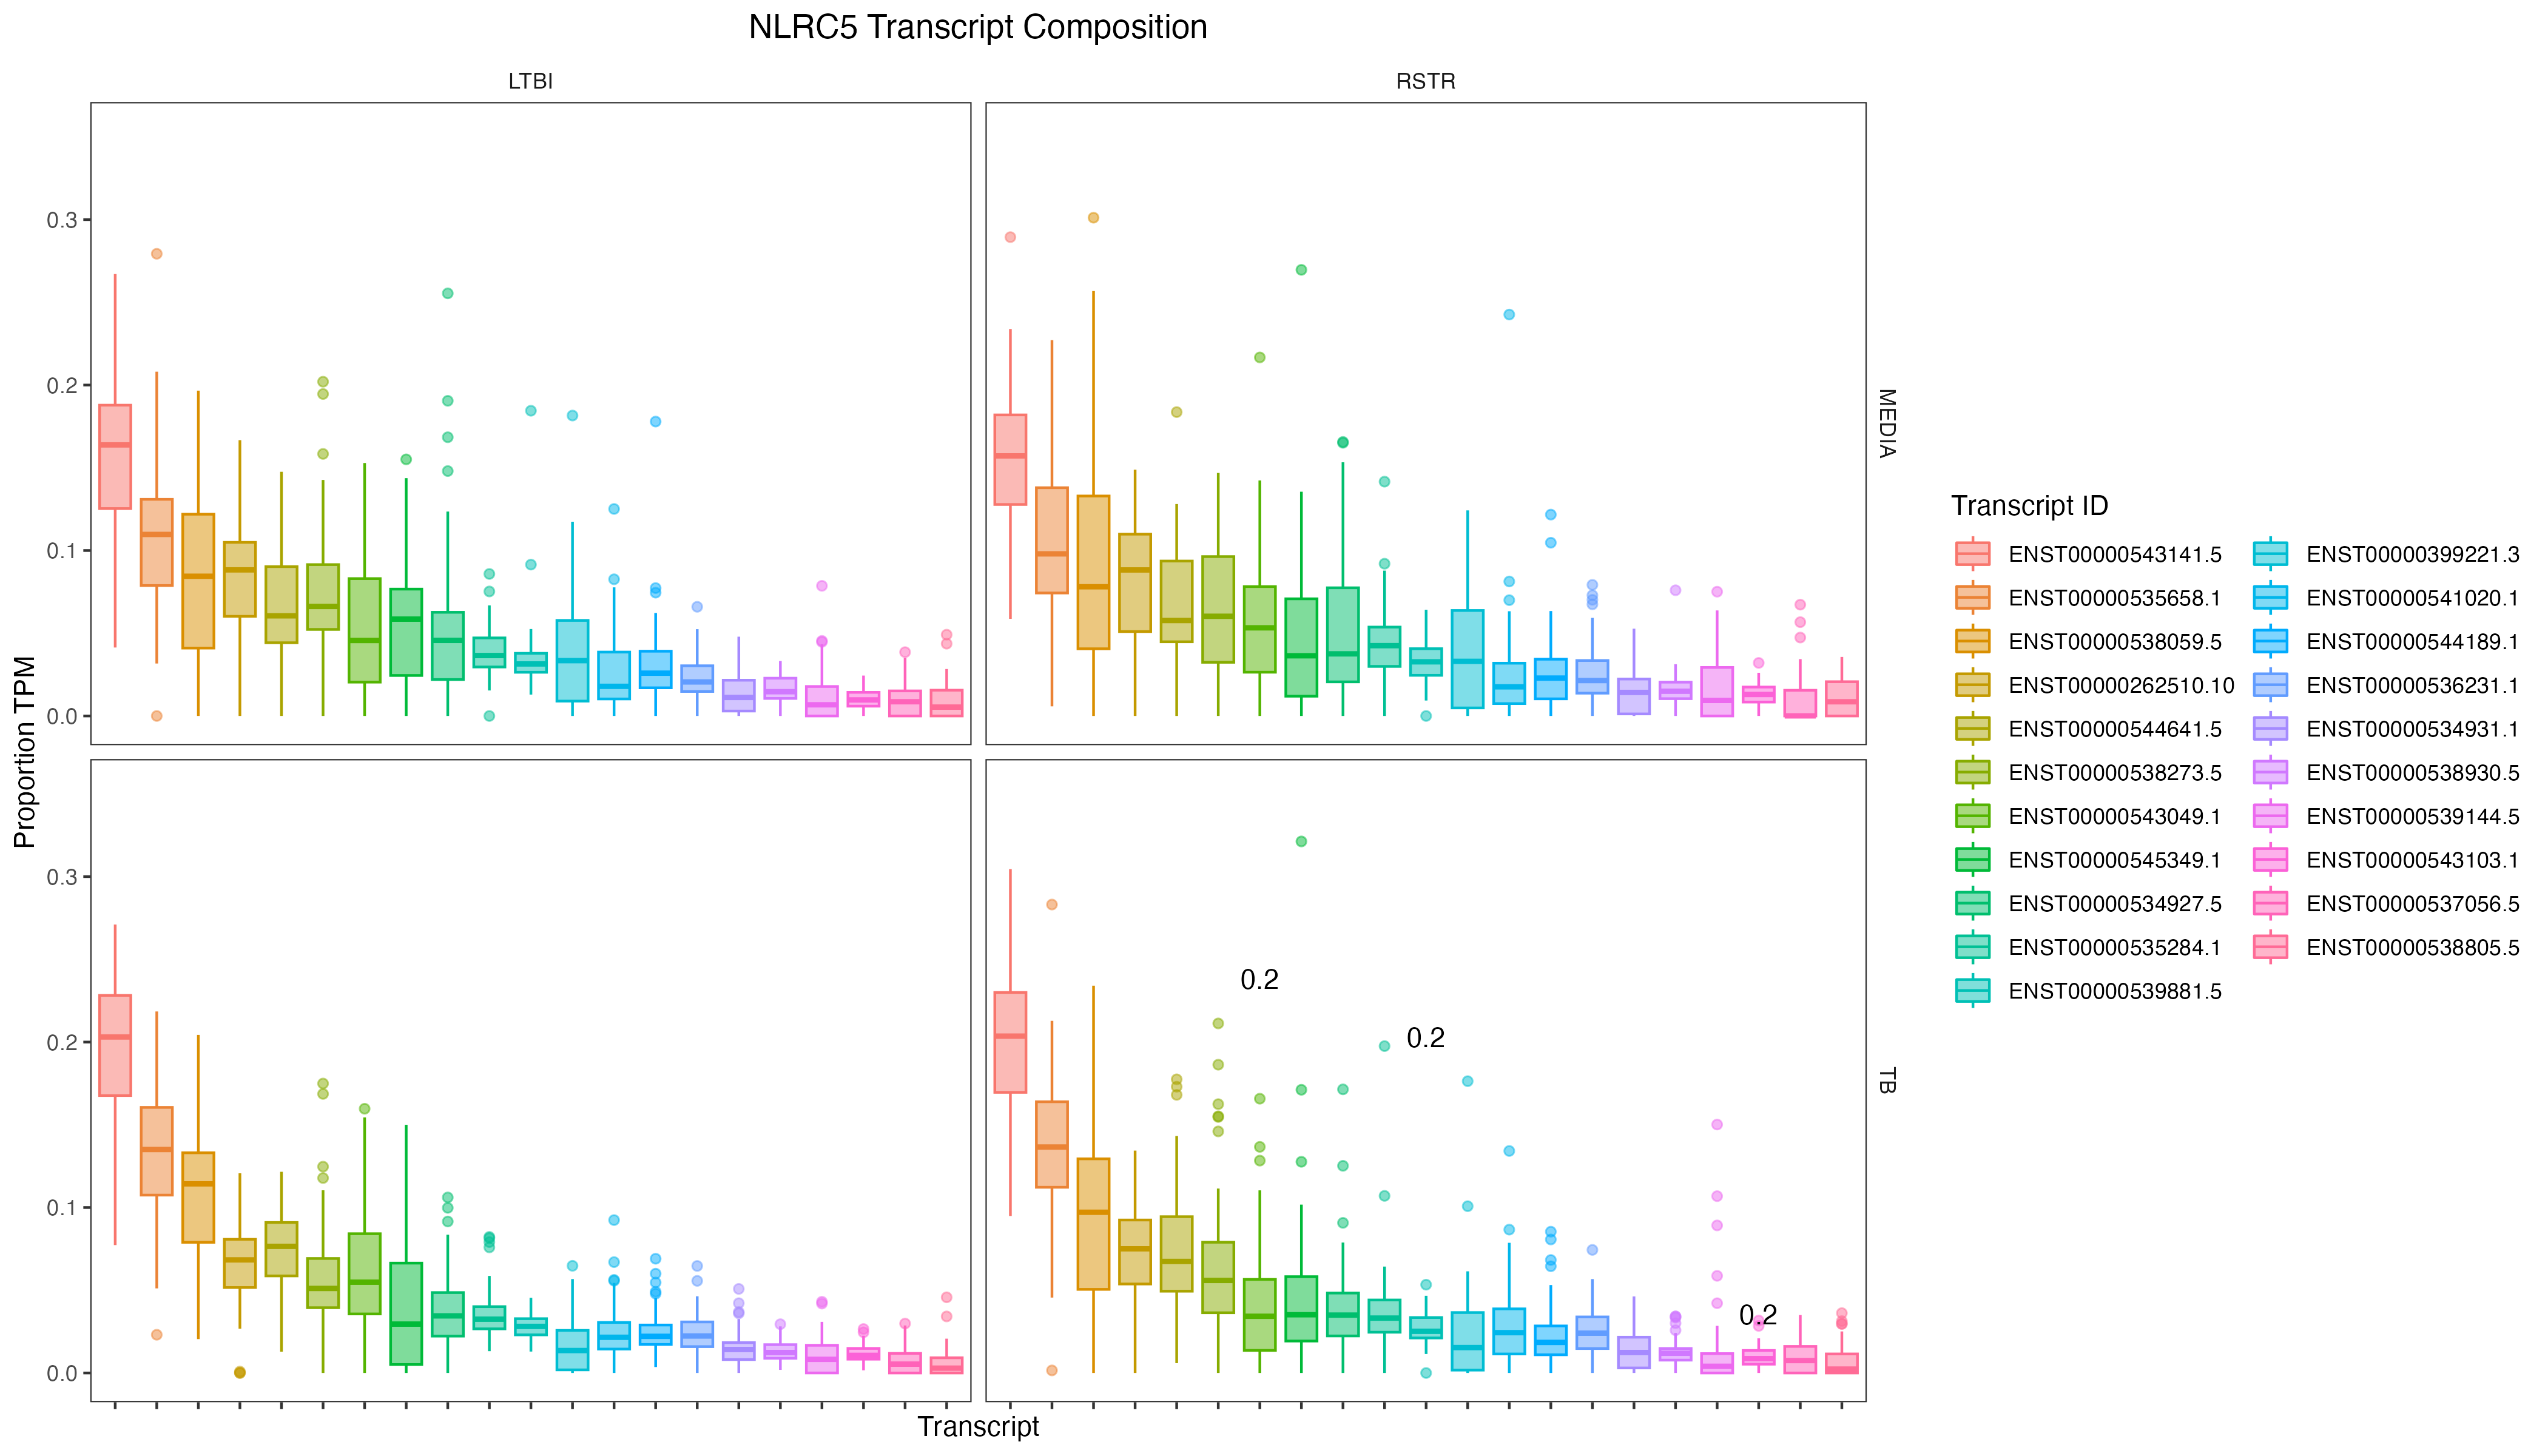 NLRC5 Transcript Composition
LTBI
RSTR
MEDIA
TB
Proportion TPM
0.3
0.2
0.1
0.0
0.3
0.2
0.1
0.0
0.2
0.2
0.2
Transcript
Transcript ID
ENST00000543141.5
ENST00000535658.1
ENST00000538059.5
ENST00000262510.10
ENST00000544641.5
ENST00000538273.5
ENST00000543049.1
ENST00000545349.1
ENST00000534927.5
ENST00000535284.1
ENST00000539881.5
ENST00000399221.3
ENST00000541020.1
ENST00000544189.1
ENST00000536231.1
ENST00000534931.1
ENST00000538930.5
ENST00000539144.5
ENST00000543103.1
ENST00000537056.5
ENST00000538805.5